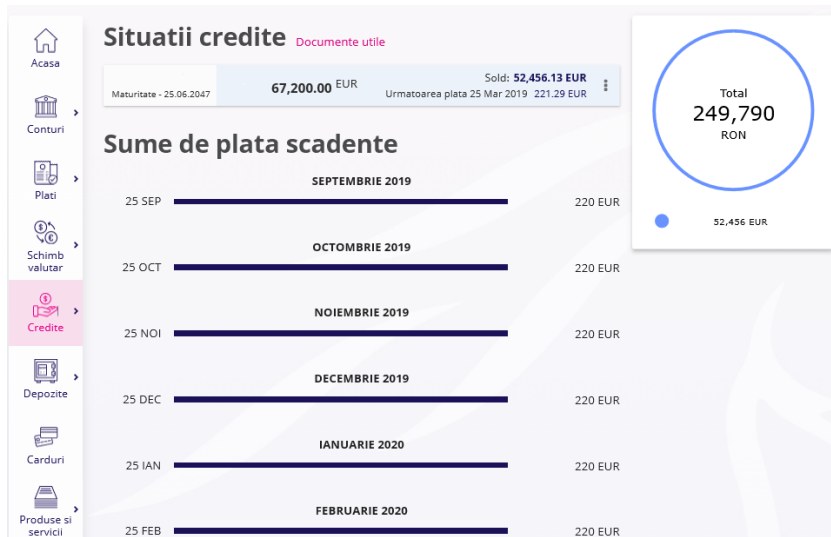 Acasa
Conturi
Plati
Schimb
valutar
Credite
Depozite
Carduri
Produse si
servicii
Situatii credite Documente utile
Maturitate - 25.06.2047
67,200.00 EUR
Sold: 52,456.13 EUR
Urmatoarea plata 25 Mar 2019 221.29 EUR
Sume de plata scadente
SEPTEMBRIE 2019
25 SEP 220 EUR
OCTOMBRIE 2019
25 OCT 220 EUR
NOIEMBRIE 2019
25 NOI 220 EUR
DECEMBRIE 2019
25 DEC 220 EUR
IANUARIE 2020
25 IAN 220 EUR
FEBRUARIE 2020
25 FEB 220 EUR
Total
249,790
RON
52,456 EUR